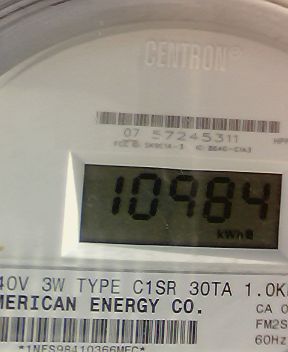 CENTRON®
07 57245311
10984
kWh
40V 3W TYPE C1SR 30TA 1.0K
MERICAN ENERGY CO.
CA 0
FM2S
60Hz